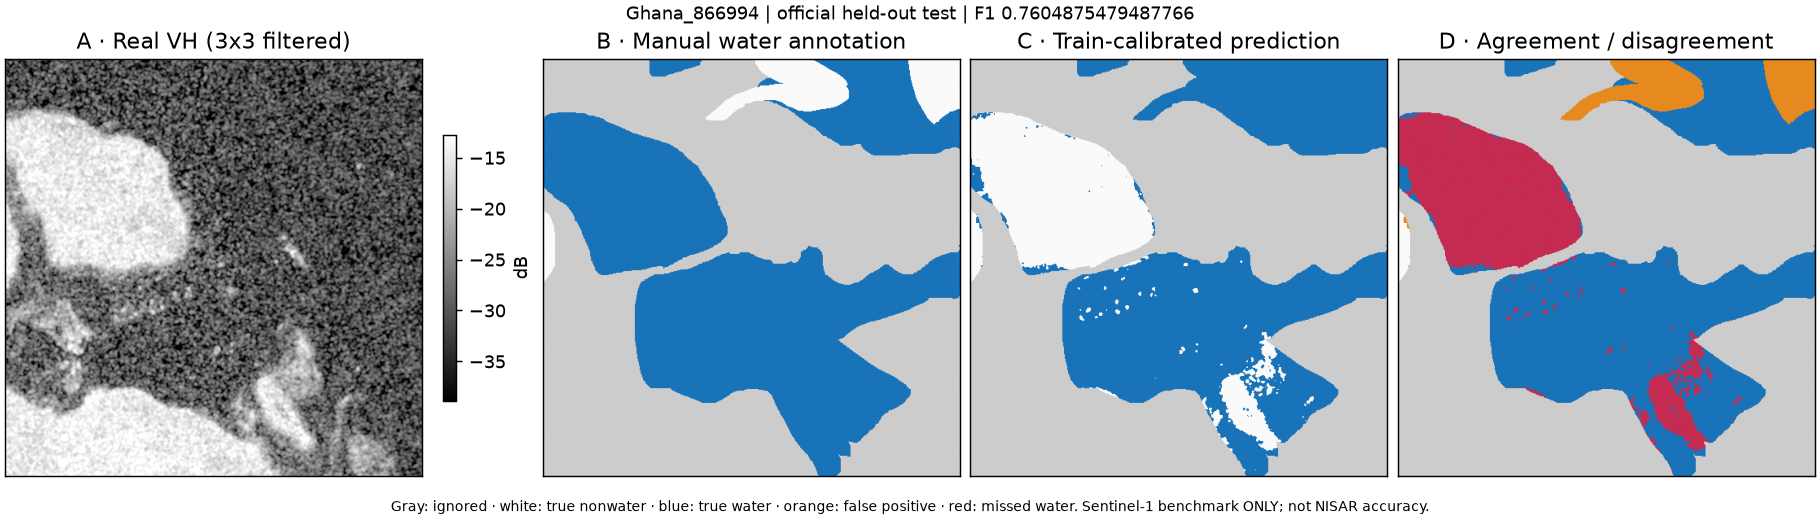 Ghana_866994 | official held-out test | F1 0.7604875479487766
A · Real VH (3x3 filtered)
B · Manual water annotation
C · Train-calibrated prediction
D · Agreement / disagreement
−15
−20
−25
−30
−35
dB
Gray: ignored · white: true nonwater · blue: true water · orange: false positive · red: missed water. Sentinel-1 benchmark ONLY; not NISAR accuracy.